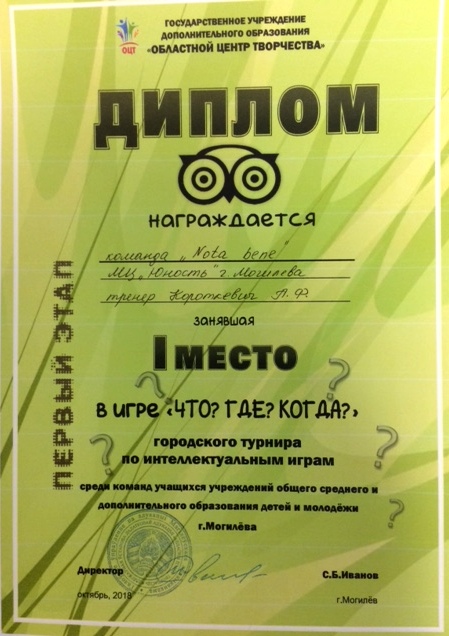 ГОСУДАРСТВЕННОЕ УЧРЕЖДЕНИЕ
ДОПОЛНИТЕЛЬНОГО ОБРАЗОВАНИЯ
«ОБЛАСТНОЙ ЦЕНТР ТВОРЧЕСТВА»
ОЦТ
ДИПЛОМ
НАГРАЖДАЕТСЯ
команда „Nota bene"
МЦ „Юность" г Могилева
тренер Короткевич А.Ф.
ЗАНЯВШАЯ
I МЕСТО
В ИГРЕ «ЧТО? ГДЕ? КОГДА?»
городского турнира
по интеллектуальным играм
среди команд учащихся учреждений общего среднего и
дополнительного образования детей и молодёжи
г.Могилёва
ПЕРВЫЙ ЭТАП
Директор
С.Б.Иванов
октябрь, 2018
г.Могилёв